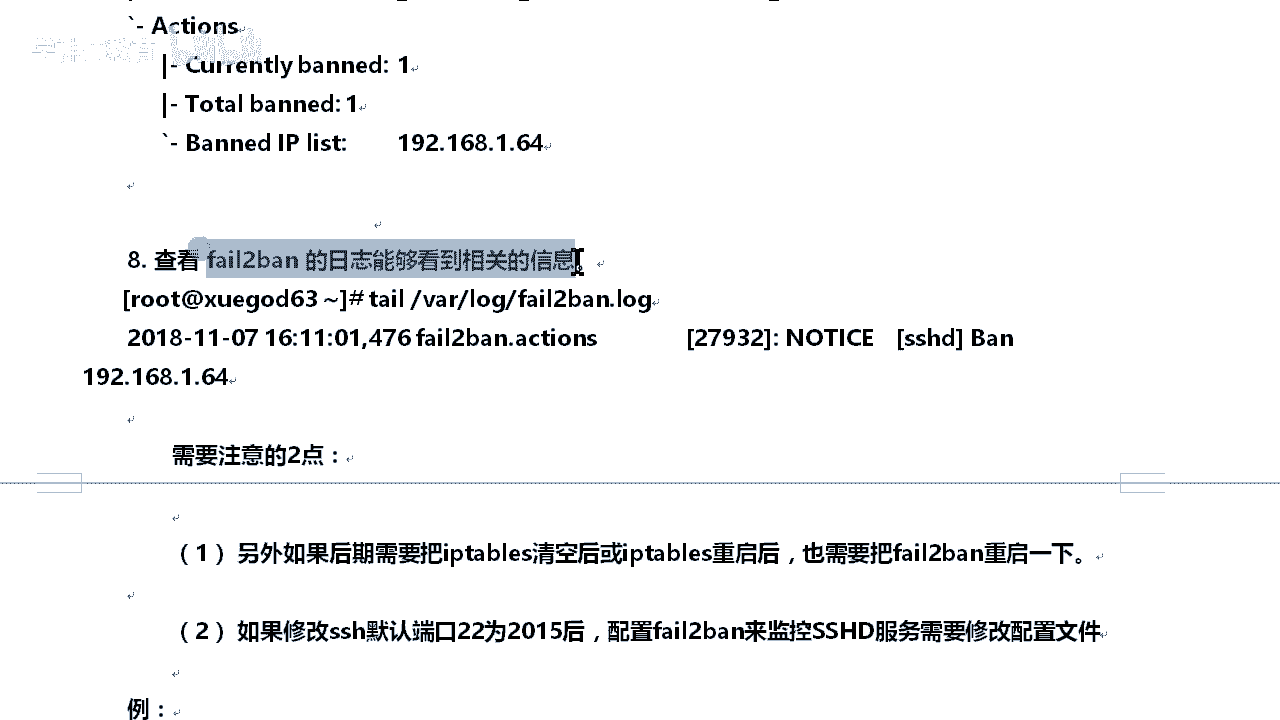 `- Actions
|- Currently banned: 1
|- Total banned: 1
`- Banned IP list: 192.168.1.64
8. 查看 fail2ban 的日志能够看到相关的信息。
[root@xuegod63 ~]# tail /var/log/fail2ban.log
2018-11-07 16:11:01,476 fail2ban.actions [27932]: NOTICE [sshd] Ban
192.168.1.64
需要注意的2点：
（1） 另外如果后期需要把iptables清空后或iptables重启后，也需要把fail2ban重启一下。
（2） 如果修改ssh默认端口22为2015后，配置fail2ban来监控SSHD服务需要修改配置文件
例：